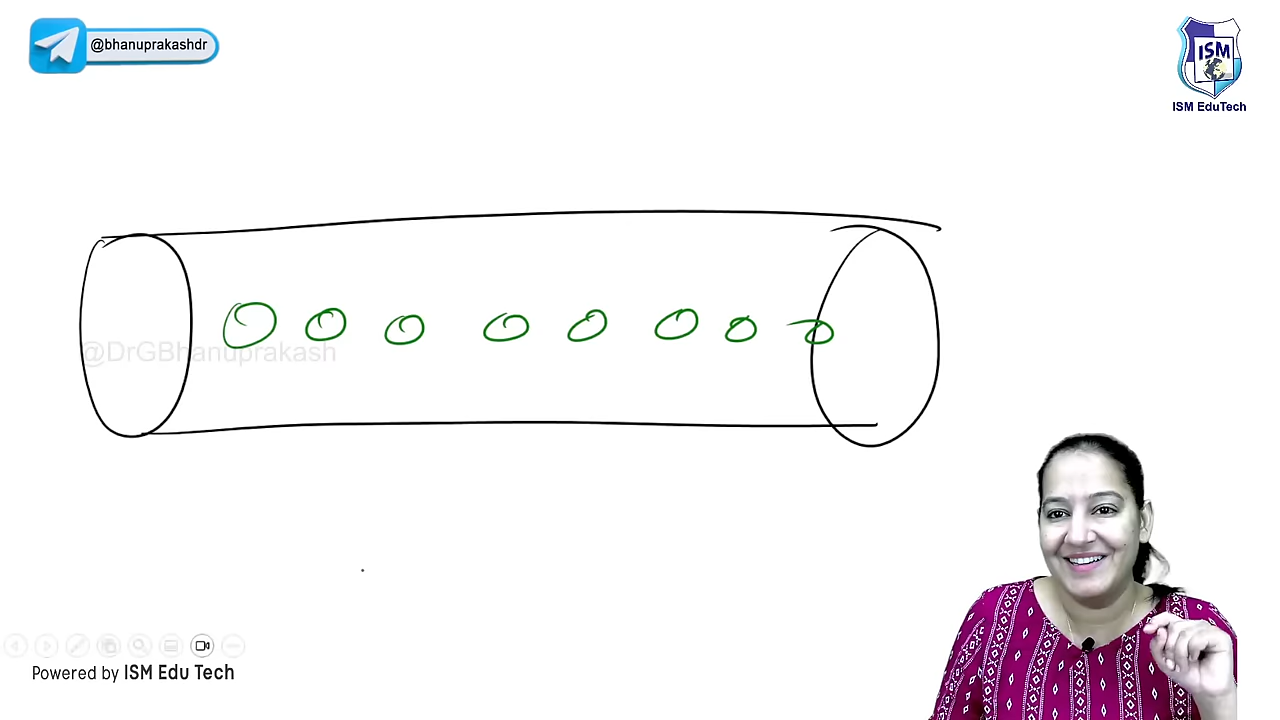 @bhanuprakashdr
ISM
ISM EduTech
@DrGBhanuprakash
Powered by ISM Edu Tech